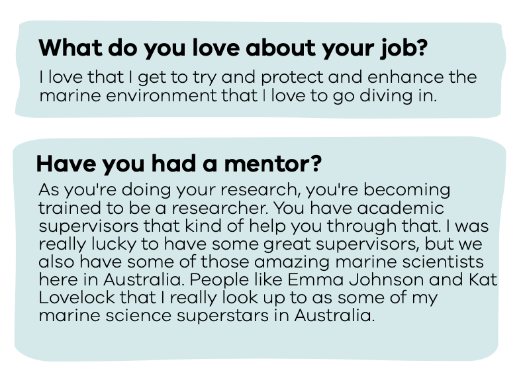 What do you love about your job?
I love that I get to try and protect and enhance the
marine environment that I love to go diving in.
Have you had a mentor?
As you're doing your research, you're becoming
trained to be a researcher. You have academic
supervisors that kind of help you through that. I was
really lucky to have some great supervisors, but we
also have some of those amazing marine scientists
here in Australia. People like Emma Johnson and Kat
Lovelock that I really look up to as some of my
marine science superstars in Australia.